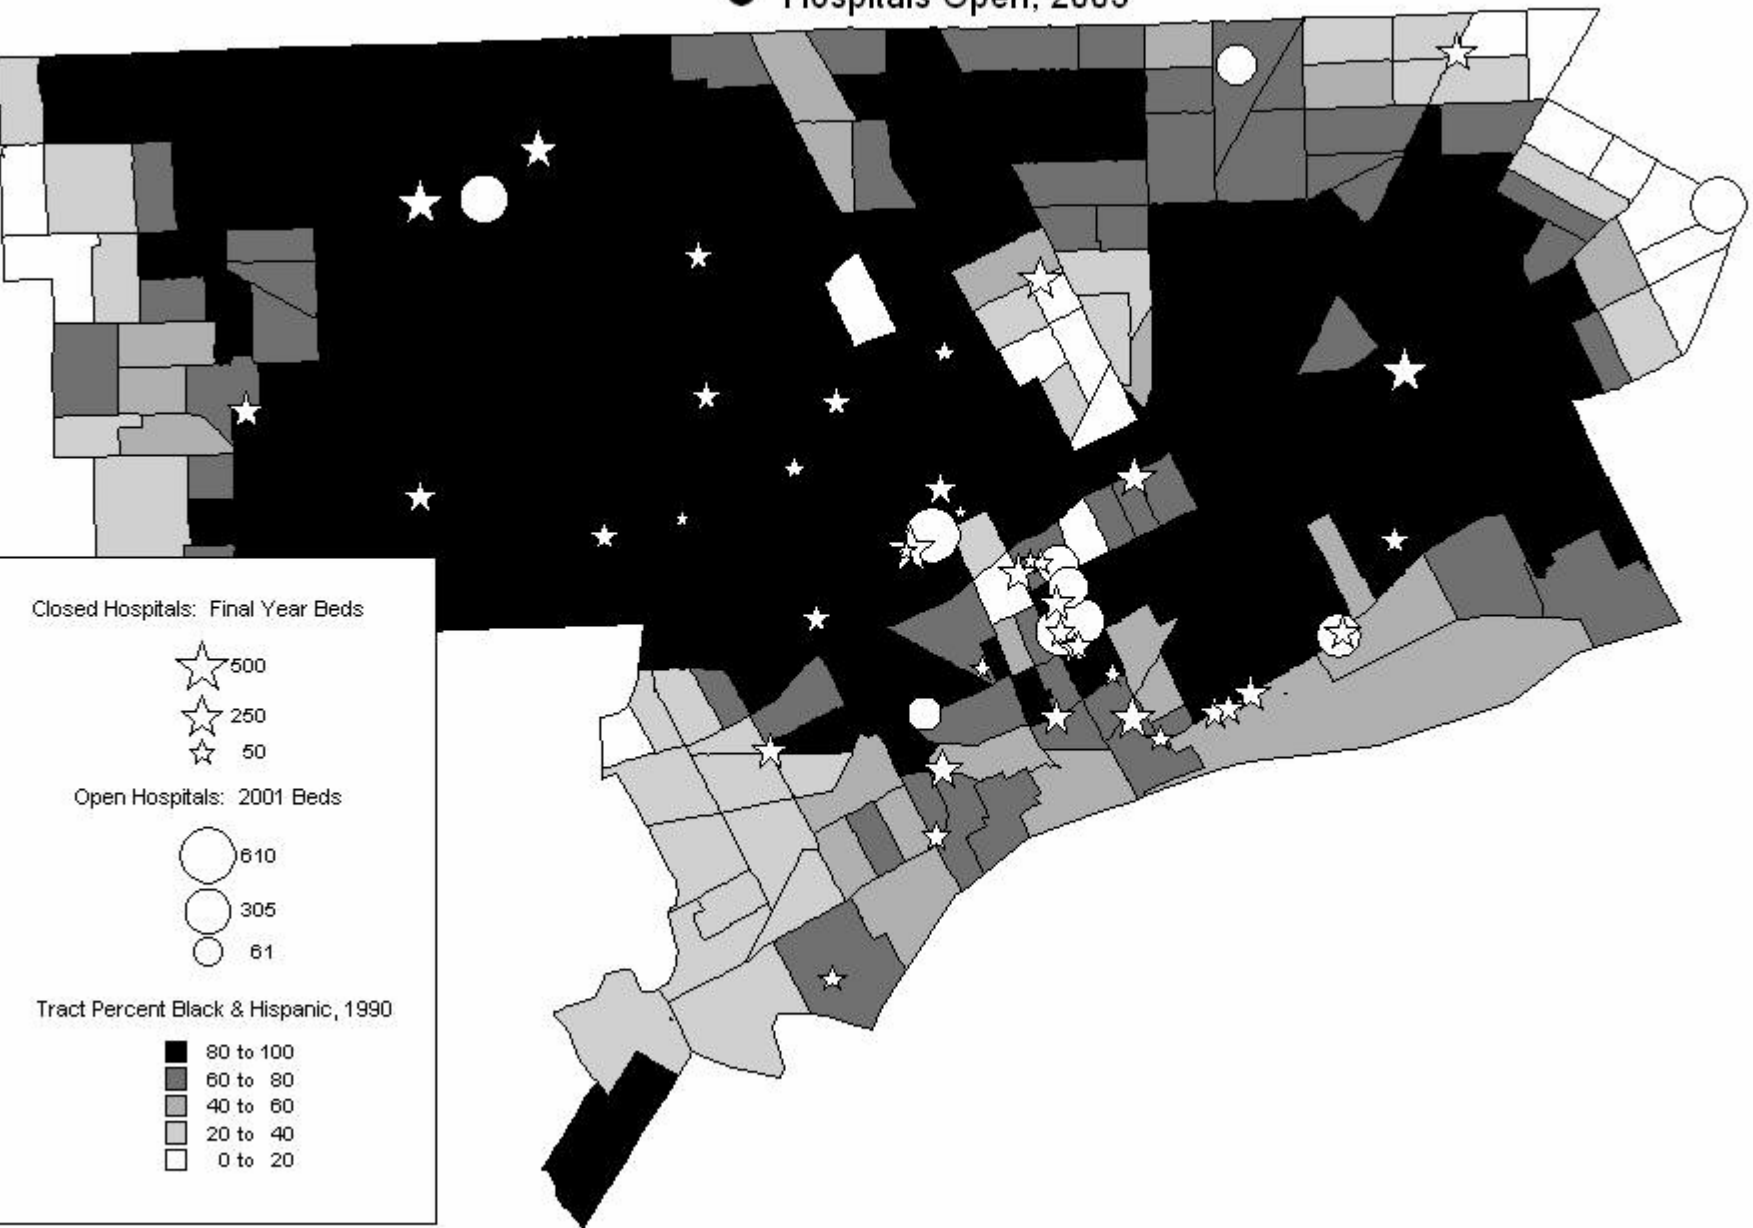 Hospitals Open, 2003
Closed Hospitals: Final Year Beds
500
250
50
Open Hospitals: 2001 Beds
610
305
61
Tract Percent Black & Hispanic, 1990
80 to 100
60 to 80
40 to 60
20 to 40
0 to 20